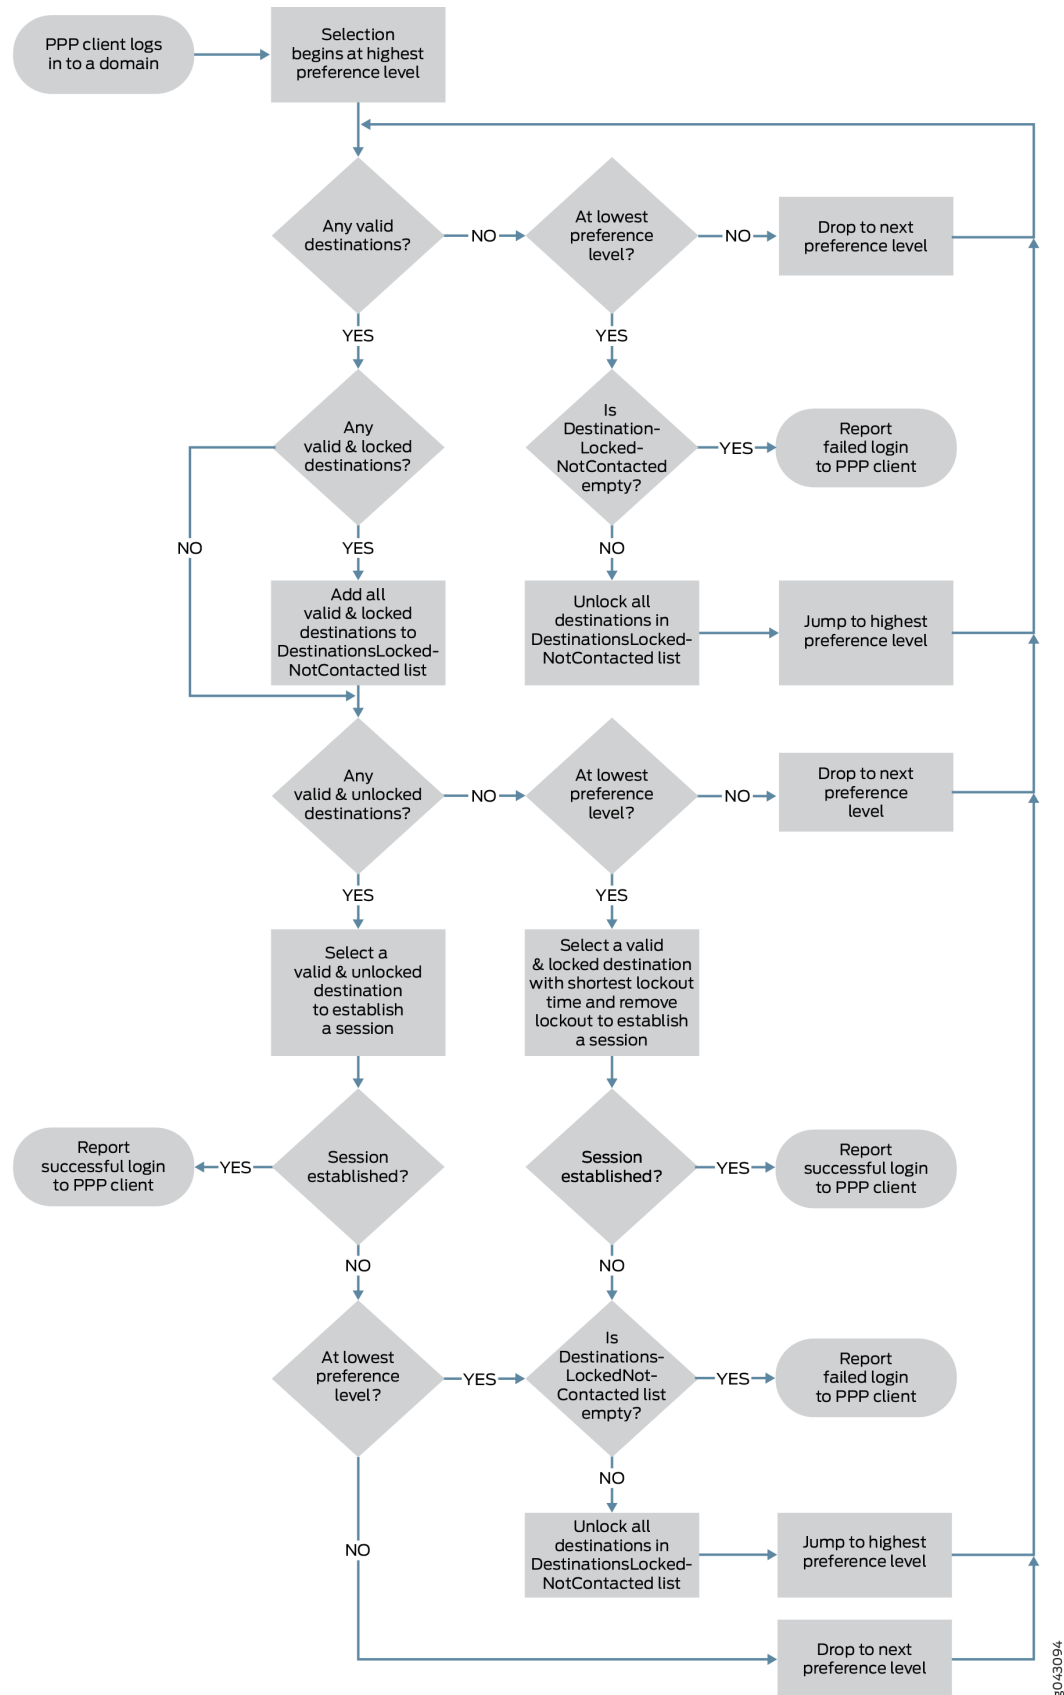 PPP client logs
in to a domain
Selection
begins at highest
preference level
Any valid
destinations?
NO
At lowest
preference
level?
NO
Drop to next
preference level
YES
YES
Any
valid & locked
destinations?
Is
Destination-
Locked-
NotContacted
empty?
YES
Report
failed login
to PPP client
NO
YES
NO
Add all
valid & locked
destinations to
DestinationsLocked-
NotContacted list
Unlock all
destinations in
DestinationsLocked-
NotContacted list
Jump to highest
preference level
Any
valid & unlocked
destinations?
NO
At lowest
preference
level?
NO
Drop to next
preference
level
YES
YES
Select a
valid & unlocked
destination
to establish
a session
Select a valid
& locked destination
with shortest lockout
time and remove
lockout to establish
a session
Report
successful login
to PPP client
YES
Session
established?
Session
established?
YES
Report
successful login
to PPP client
NO
NO
At lowest
preference
level?
YES
Is
Destinations-
LockedNot-
Contacted list
empty?
YES
Report
failed login
to PPP client
NO
NO
Unlock all
destinations in
DestinationsLocked-
NotContacted list
Jump to highest
preference level
Drop to next
preference level
g043094